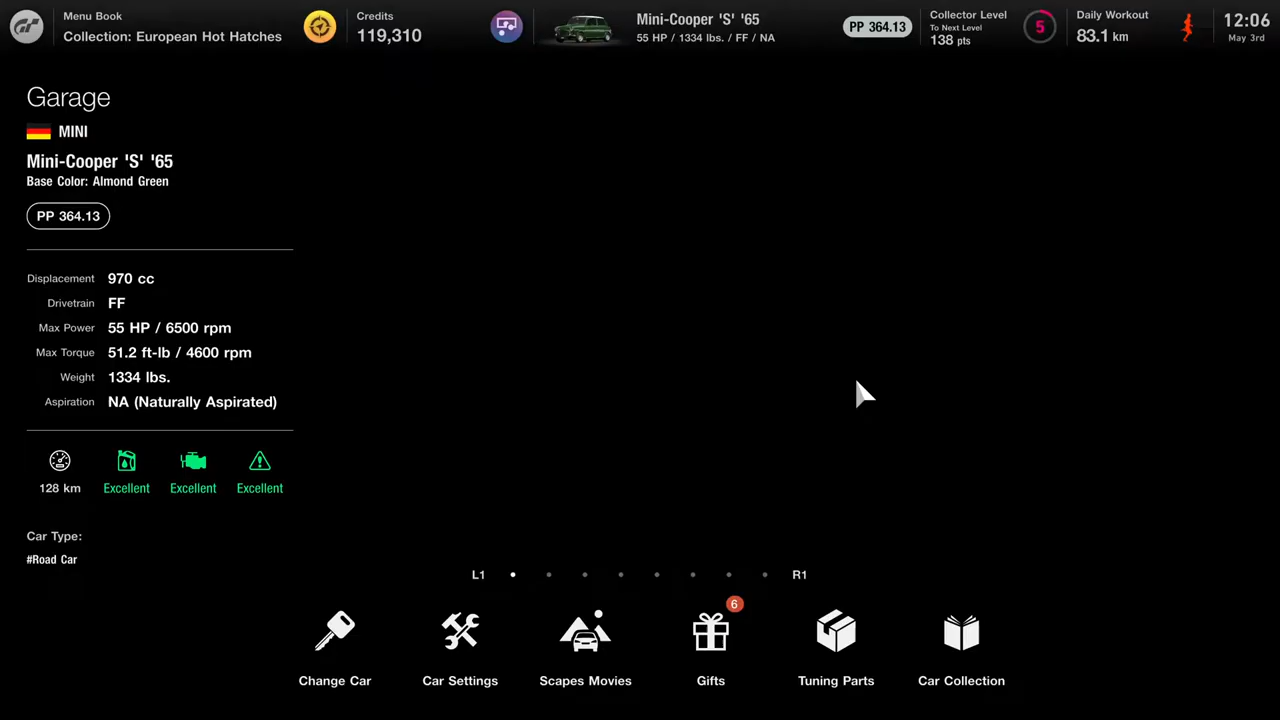 Menu Book
Collection: European Hot Hatches
Credits
119,310
Mini-Cooper 'S' '65
55 HP / 1334 lbs. / FF / NA
PP 364.13
Collector Level
To Next Level
138 pts
5
Daily Workout
83.1 km
12:06
May 3rd
Garage
MINI
Mini-Cooper 'S' '65
Base Color: Almond Green
PP 364.13
Displacement 970 cc
Drivetrain FF
Max Power 55 HP / 6500 rpm
Max Torque 51.2 ft-lb / 4600 rpm
Weight 1334 lbs.
Aspiration NA (Naturally Aspirated)
128 km Excellent Excellent Excellent
Car Type:
#Road Car
L1 R1
6
Change Car Car Settings Scapes Movies Gifts Tuning Parts Car Collection